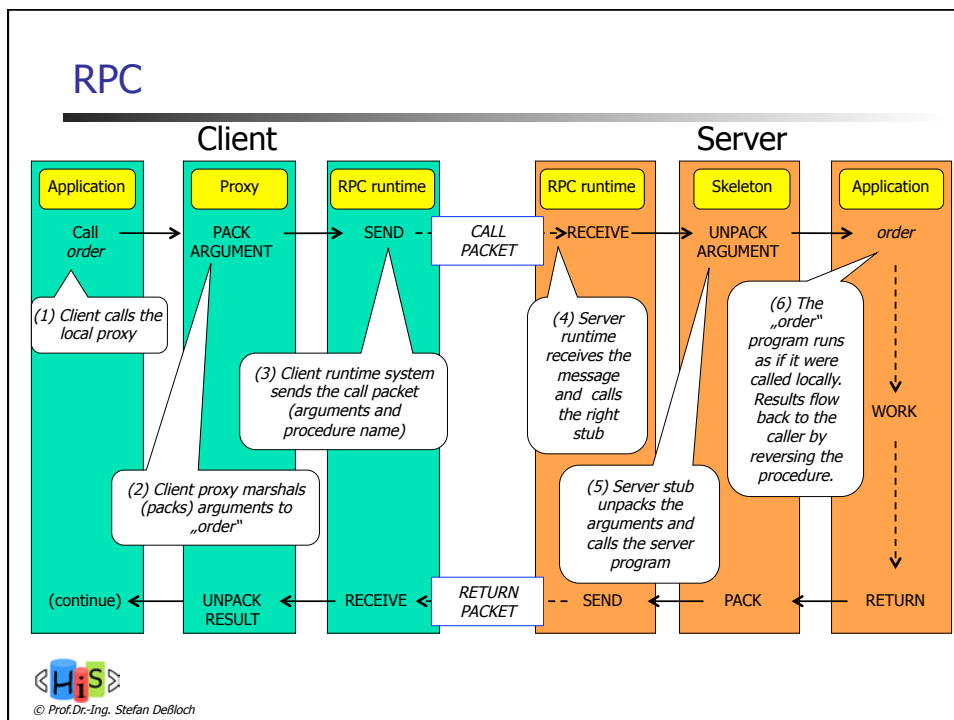 RPC
Client
Server
Application
Proxy
RPC runtime
RPC runtime
Skeleton
Application
Call
order
PACK
ARGUMENT
SEND
CALL
PACKET
RECEIVE
UNPACK
ARGUMENT
order
(1) Client calls the
local proxy
(2) Client proxy marshals
(packs) arguments to
„order“
(3) Client runtime system
sends the call packet
(arguments and
procedure name)
(4) Server
runtime
receives the
message
and calls
the right
stub
(5) Server stub
unpacks the
arguments and
calls the server
program
(6) The
„order“
program runs
as if it were
called locally.
Results flow
back to the
caller by
reversing the
procedure.
WORK
(continue)
UNPACK
RESULT
RECEIVE
RETURN
PACKET
SEND
PACK
RETURN
<HiS>
© Prof.Dr.-Ing. Stefan Deßloch